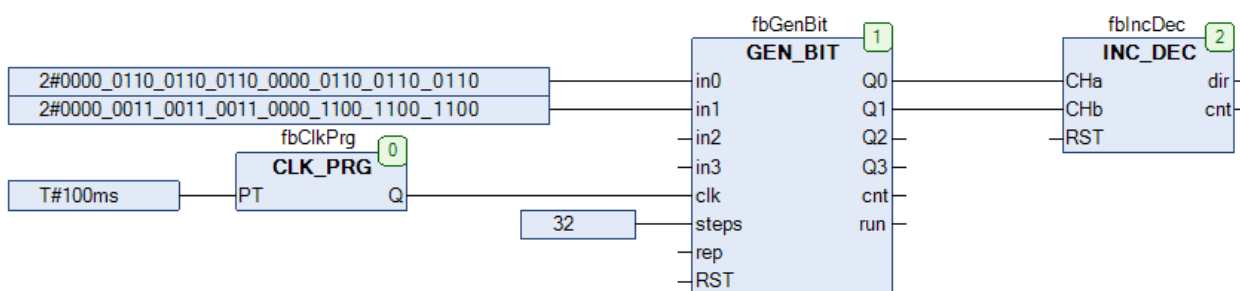 fbGenBit
1
GEN_BIT
fbIncDec
2
INC_DEC
2#0000_0110_0110_0110_0000_0110_0110_0110
in0
Q0
CHa
dir
2#0000_0011_0011_0011_0000_1100_1100_1100
in1
Q1
CHb
cnt
in2
Q2
RST
fbClkPrg
0
CLK_PRG
in3
Q3
T#100ms
PT
Q
clk
cnt
32
steps
run
rep
RST